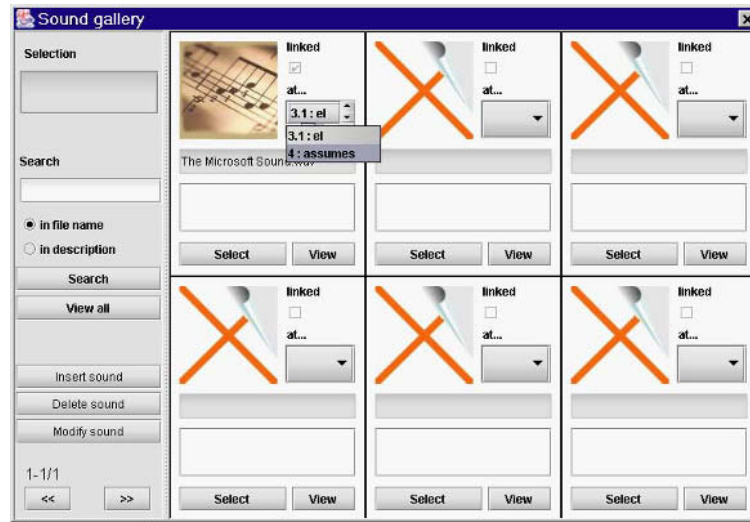 Sound gallery
Selection
Search
in file name
in description
Search
View all
Insert sound
Delete sound
Modify sound
1-1/1
<< >>
linked
at...
3.1 : el
3.1 : el
4 : assumes
The Microsoft Sound.wav
Select View
linked
at...
Select View
linked
at...
Select View
linked
at...
Select View
linked
at...
Select View
linked
at...
Select View